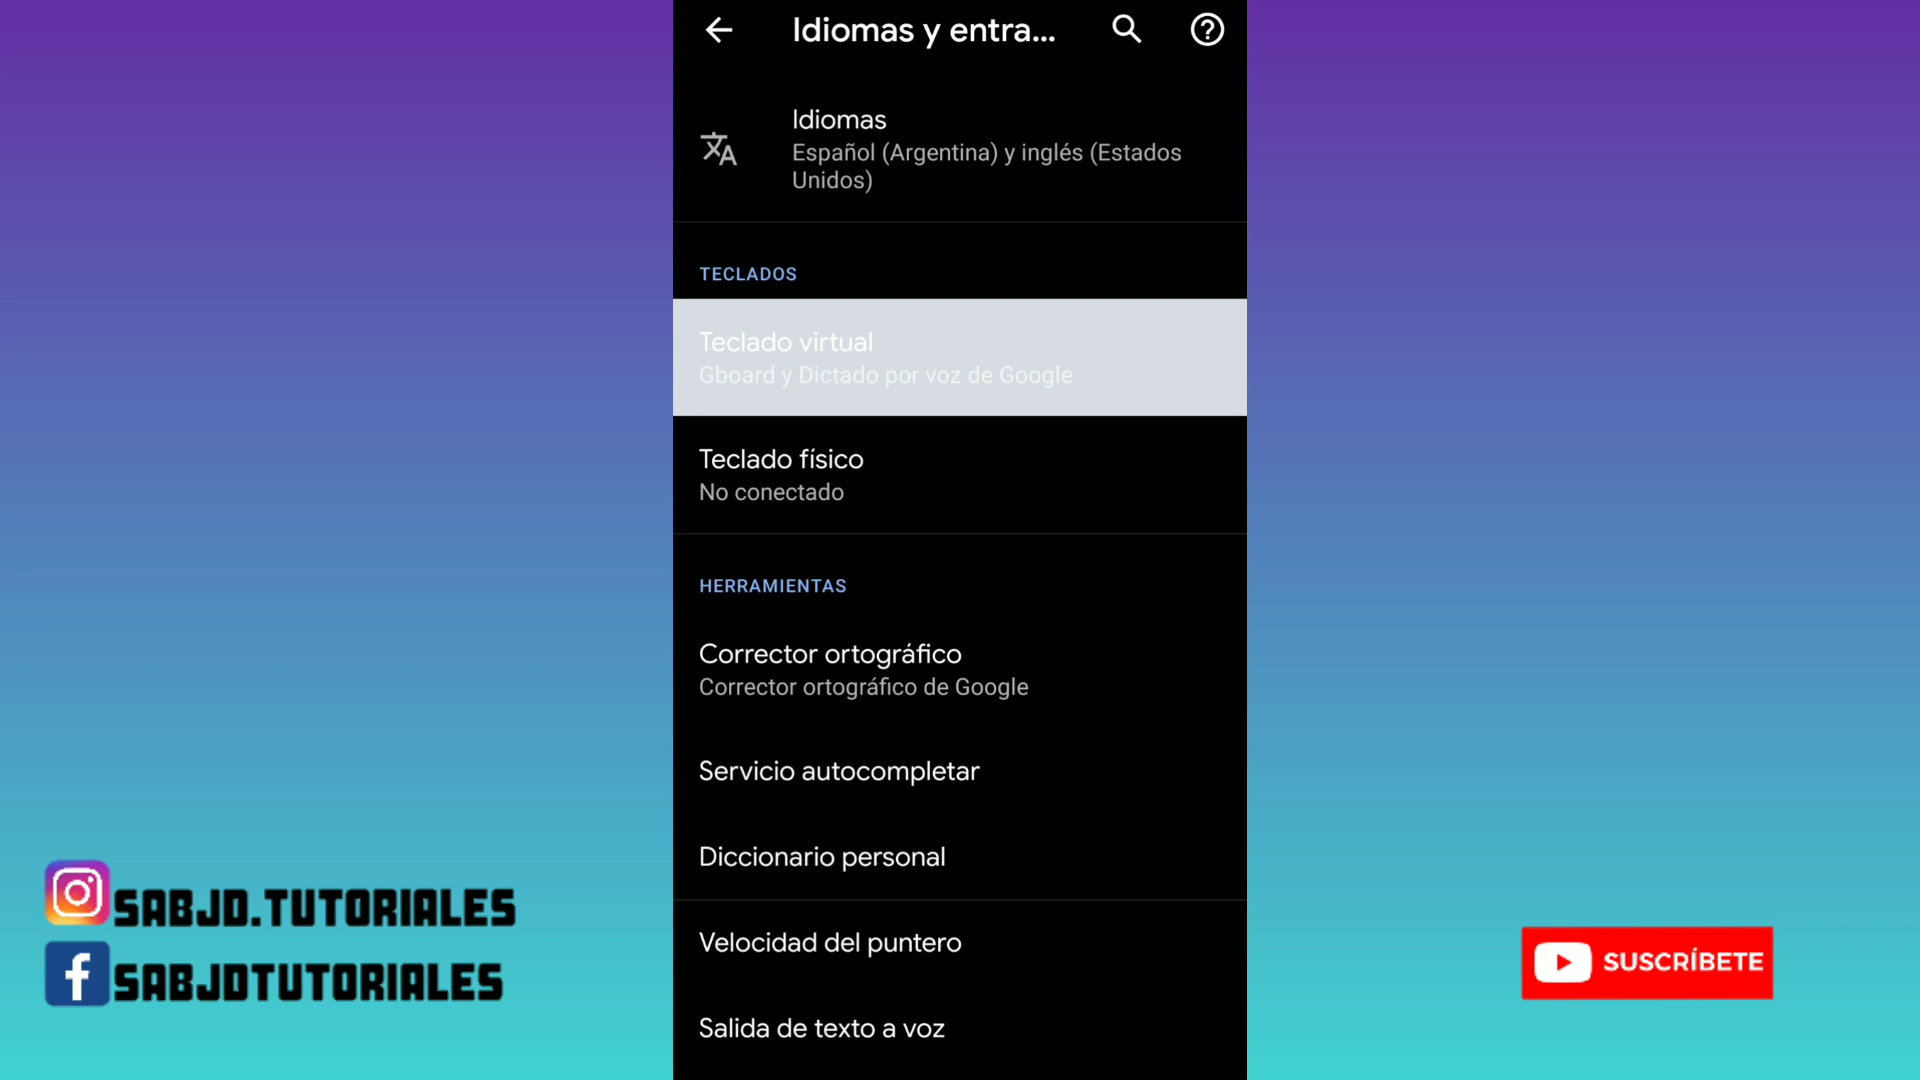 Idiomas y entra...
Idiomas
Español (Argentina) y inglés (Estados
Unidos)
TECLADOS
Teclado virtual
Gboard y Dictado por voz de Google
Teclado físico
No conectado
HERRAMIENTAS
Corrector ortográfico
Corrector ortográfico de Google
Servicio autocompletar
Diccionario personal
Velocidad del puntero
Salida de texto a voz
SABJD.TUTORIALES
SABJDTUTORIALES
SUSCRÍBETE